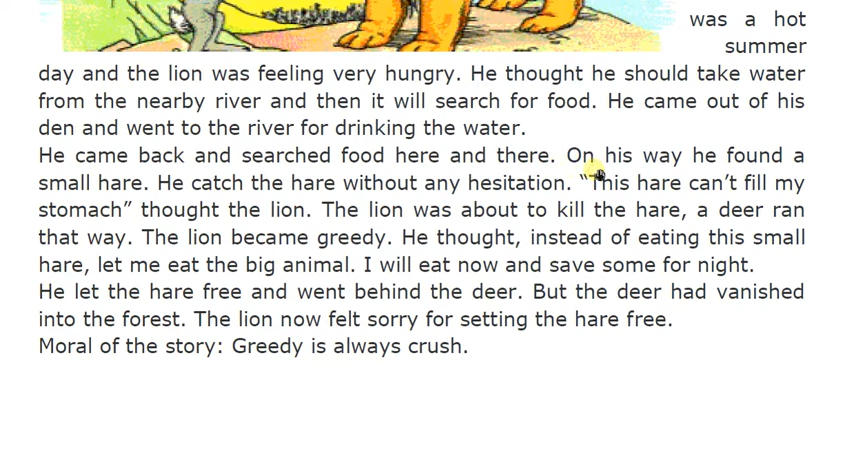 was a hot
summer
day and the lion was feeling very hungry. He thought he should take water
from the nearby river and then it will search for food. He came out of his
den and went to the river for drinking the water.
He came back and searched food here and there. On his way he found a
small hare. He catch the hare without any hesitation. “This hare can’t fill my
stomach” thought the lion. The lion was about to kill the hare, a deer ran
that way. The lion became greedy. He thought, instead of eating this small
hare, let me eat the big animal. I will eat now and save some for night.
He let the hare free and went behind the deer. But the deer had vanished
into the forest. The lion now felt sorry for setting the hare free.
Moral of the story: Greedy is always crush.